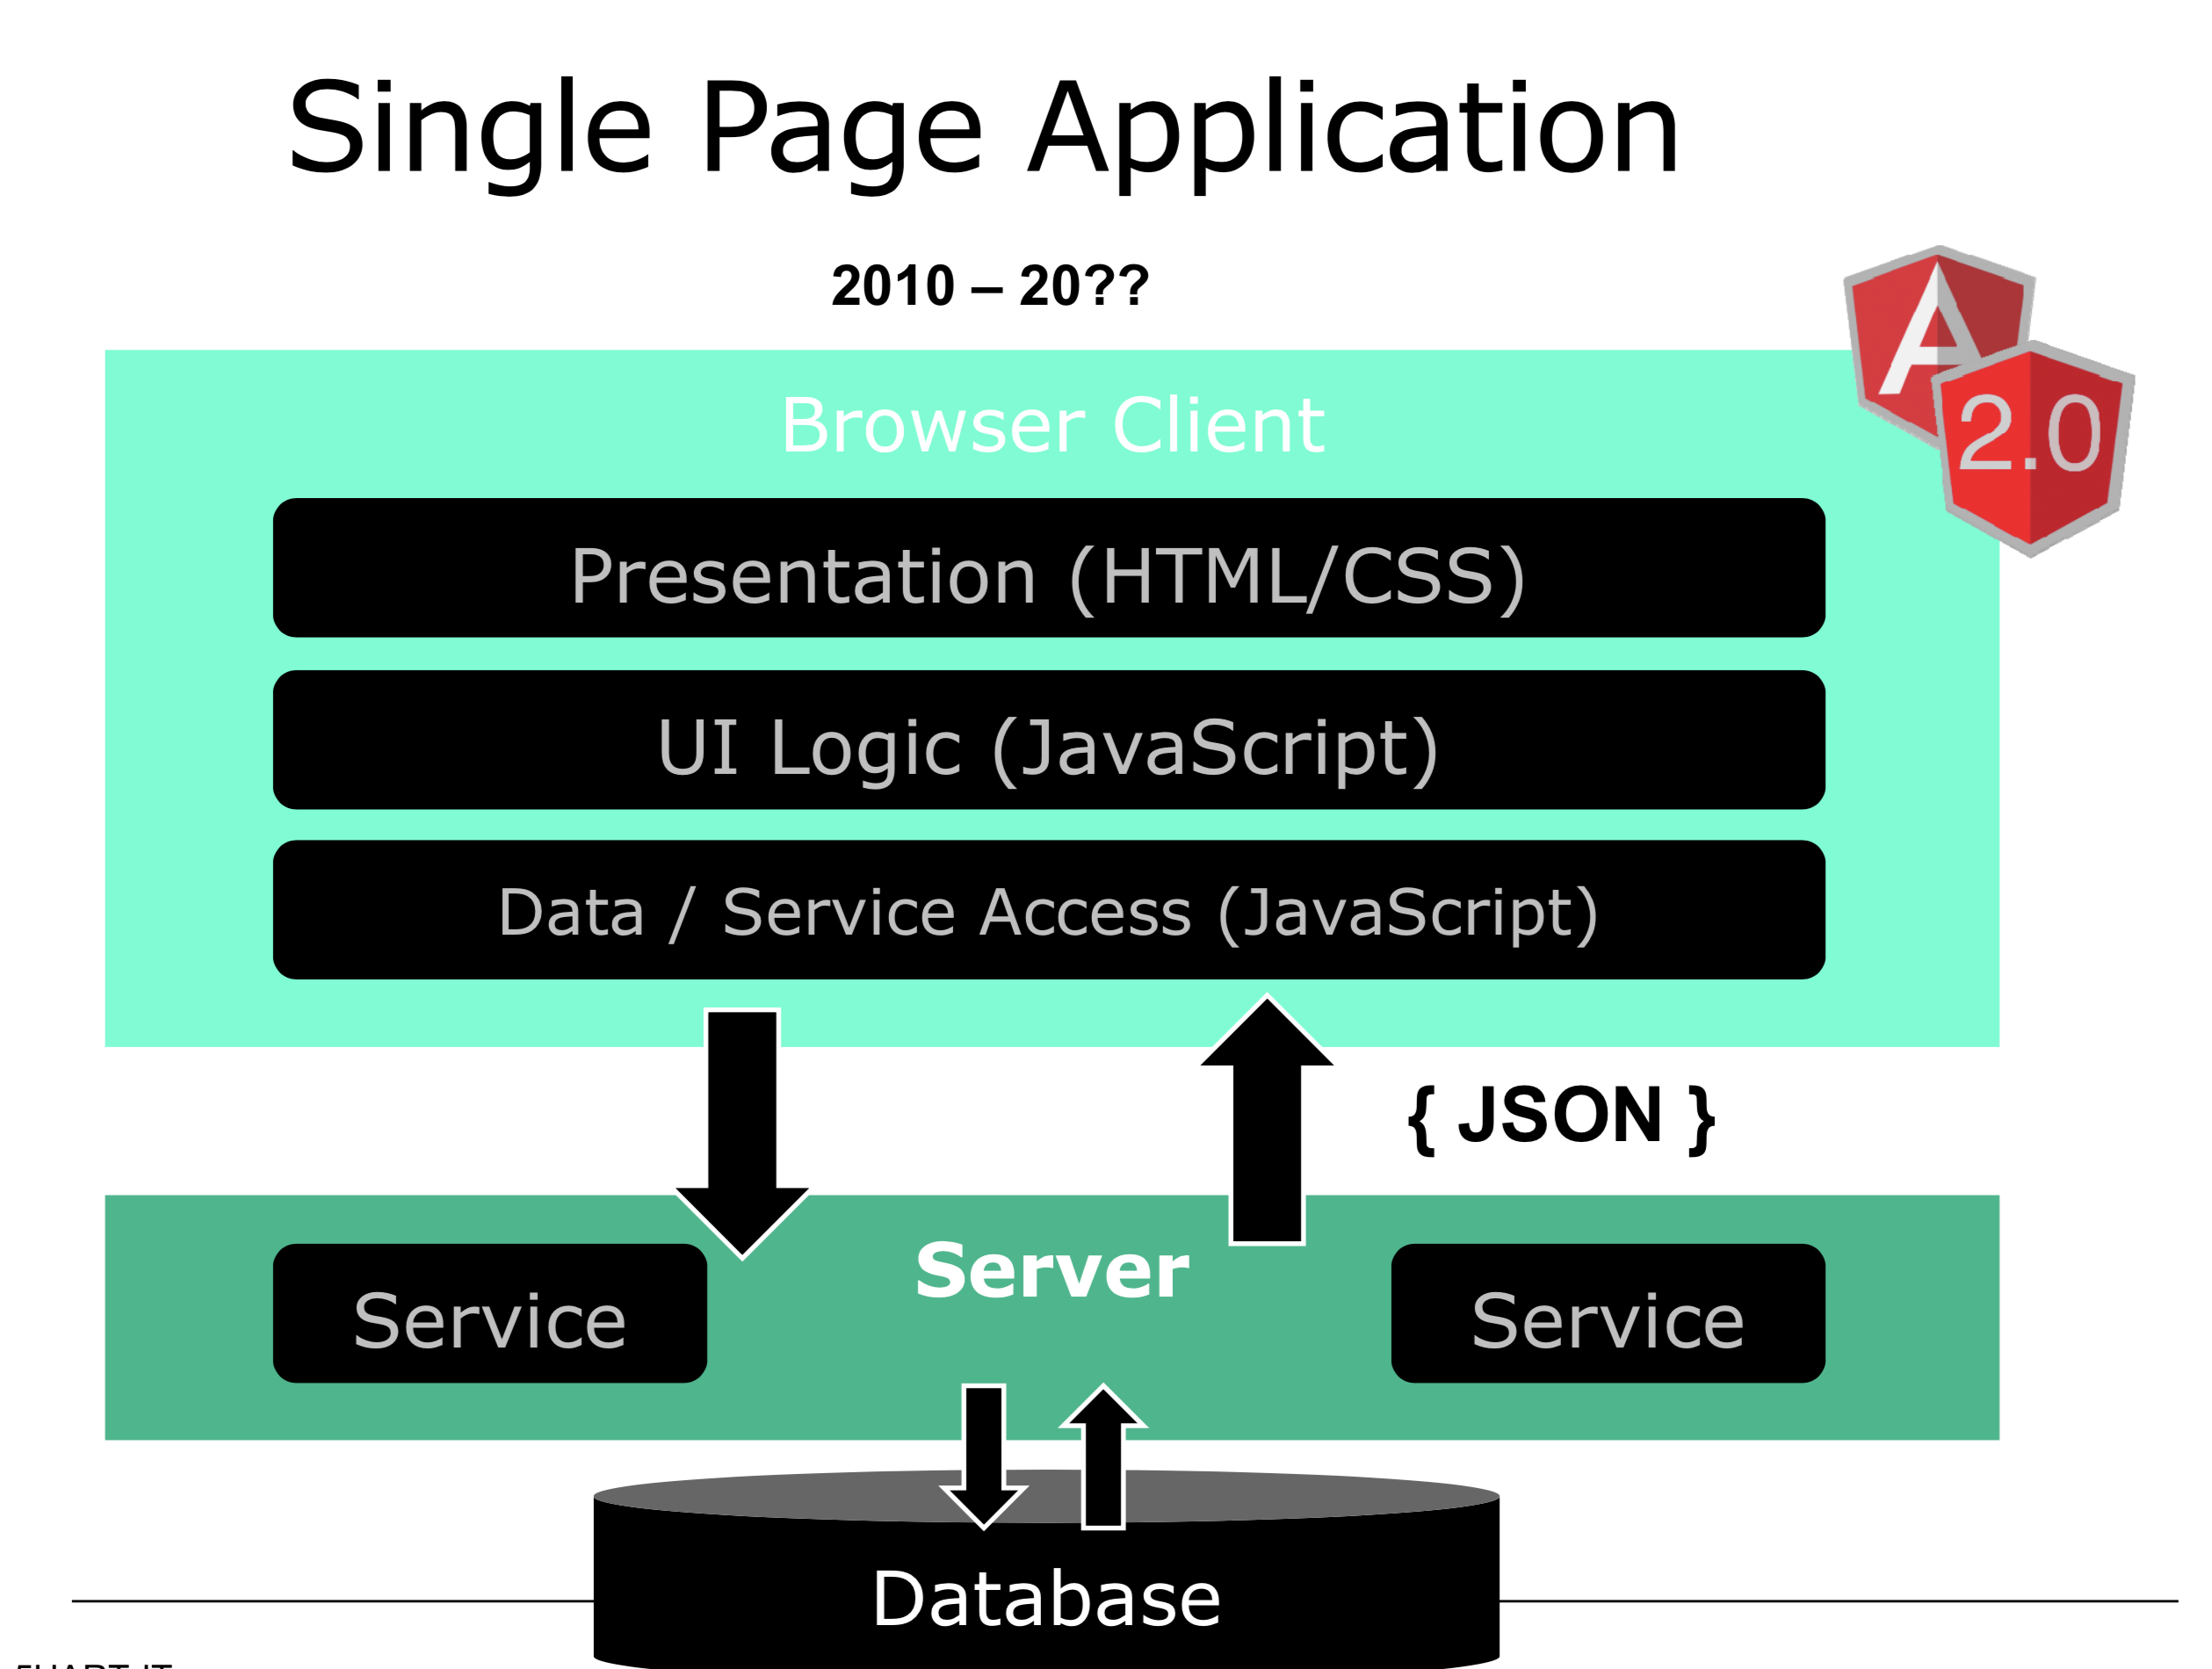 Single Page Application
2010 – 20??
A
2.0
Browser Client
Presentation (HTML/CSS)
UI Logic (JavaScript)
Data / Service Access (JavaScript)
{ JSON }
Server
Service
Service
Database